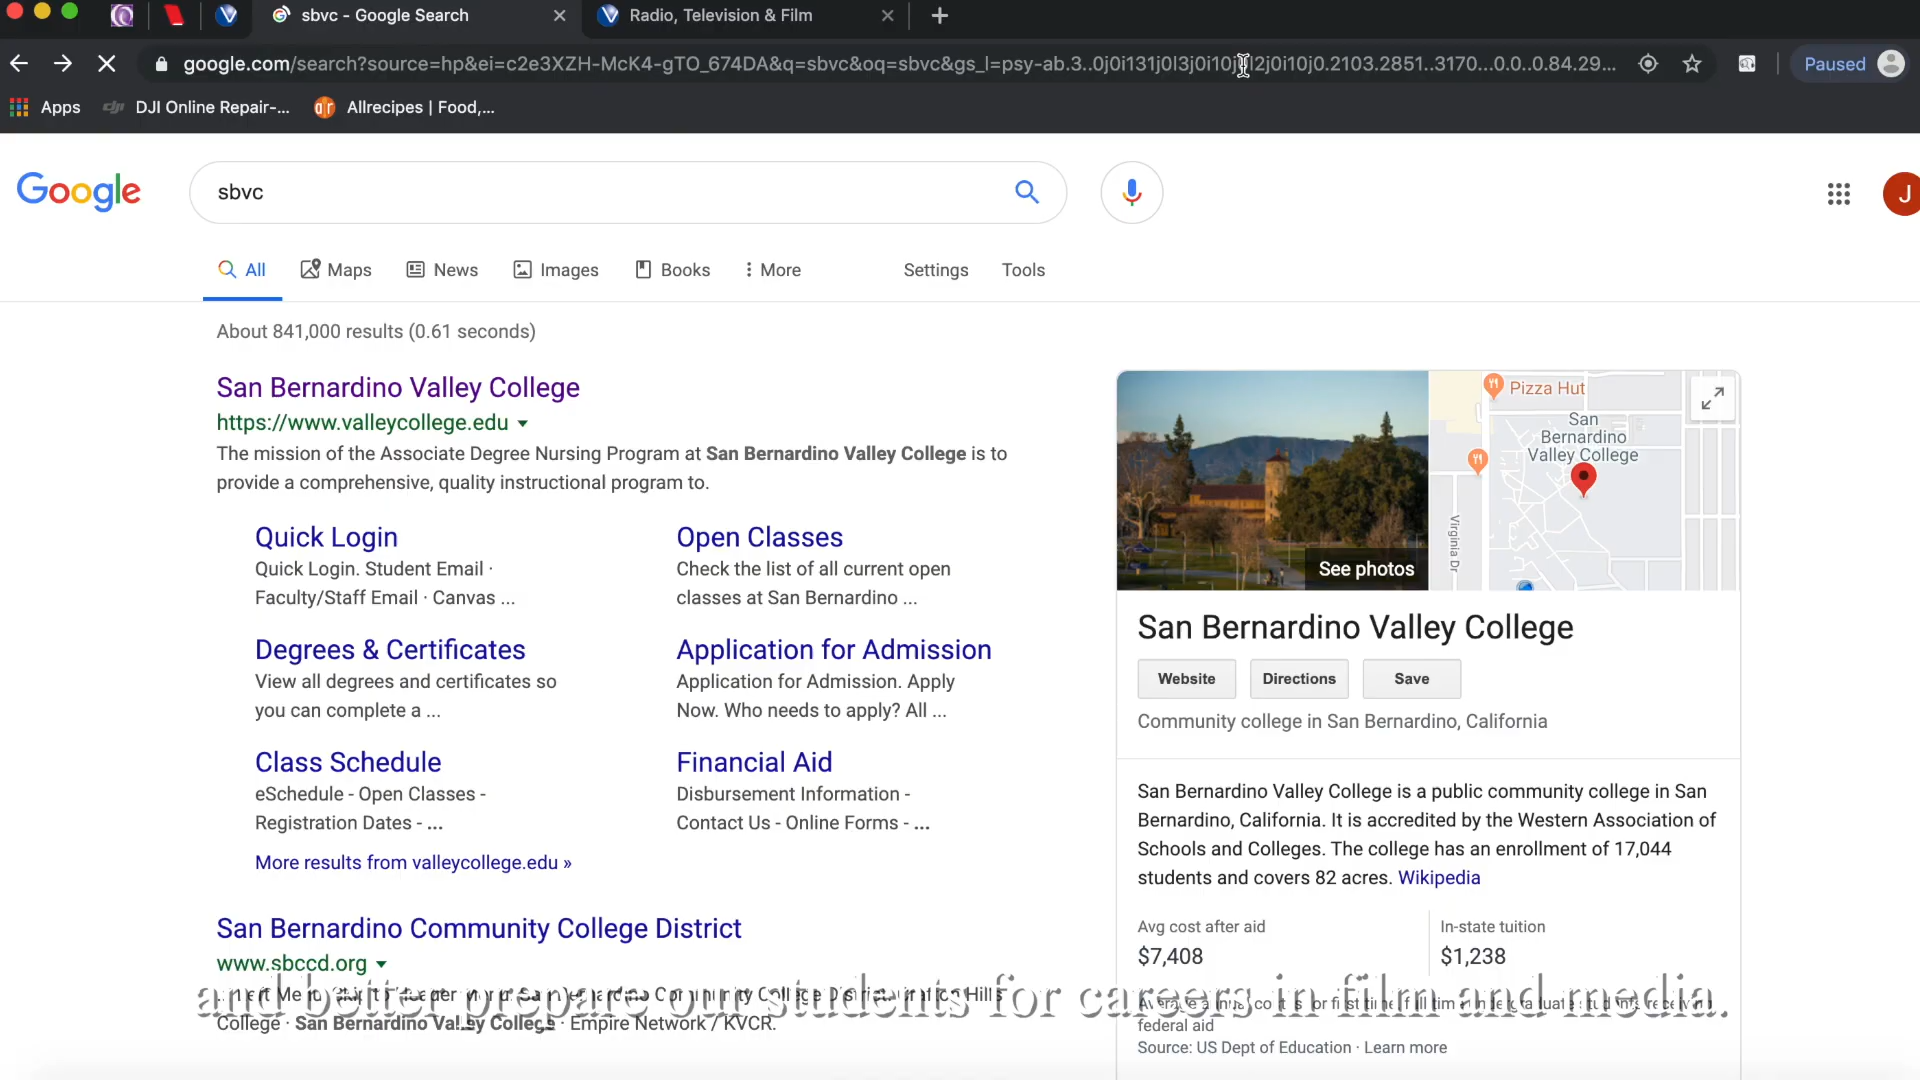 sbvc - Google Search
Radio, Television & Film
google.com/search?source=hp&ei=c2e3XZH-McK4-gTO_674DA&q=sbvc&oq=sbvc&gs_l=psy-ab.3..0j0i131j0l3j0i10j0l2j0i10j0.2103.2851..3170...0.0..0.84.29...
Paused
Apps
DJI Online Repair-...
ar Allrecipes | Food,...
Google
sbvc
J
All
Maps
News
Images
Books
More
Settings
Tools
About 841,000 results (0.61 seconds)
San Bernardino Valley College
https://www.valleycollege.edu
The mission of the Associate Degree Nursing Program at San Bernardino Valley College is to
provide a comprehensive, quality instructional program to.
Quick Login
Quick Login. Student Email ·
Faculty/Staff Email · Canvas ...
Open Classes
Check the list of all current open
classes at San Bernardino ...
Degrees & Certificates
View all degrees and certificates so
you can complete a ...
Application for Admission
Application for Admission. Apply
Now. Who needs to apply? All ...
Class Schedule
eSchedule - Open Classes -
Registration Dates - ...
Financial Aid
Disbursement Information -
Contact Us - Online Forms - ...
More results from valleycollege.edu »
San Bernardino Community College District
www.sbccd.org
College · San Bernardino Valley College · Empire Network / KVCR.
See photos
Pizza Hut
San
Bernardino
Valley College
Virginia Dr
San Bernardino Valley College
Website
Directions
Save
Community college in San Bernardino, California
San Bernardino Valley College is a public community college in San
Bernardino, California. It is accredited by the Western Association of
Schools and Colleges. The college has an enrollment of 17,044
students and covers 82 acres. Wikipedia
Avg cost after aid
$7,408
In-state tuition
$1,238
federal aid
Source: US Dept of Education · Learn more
and better prepare our students for careers in film and media.